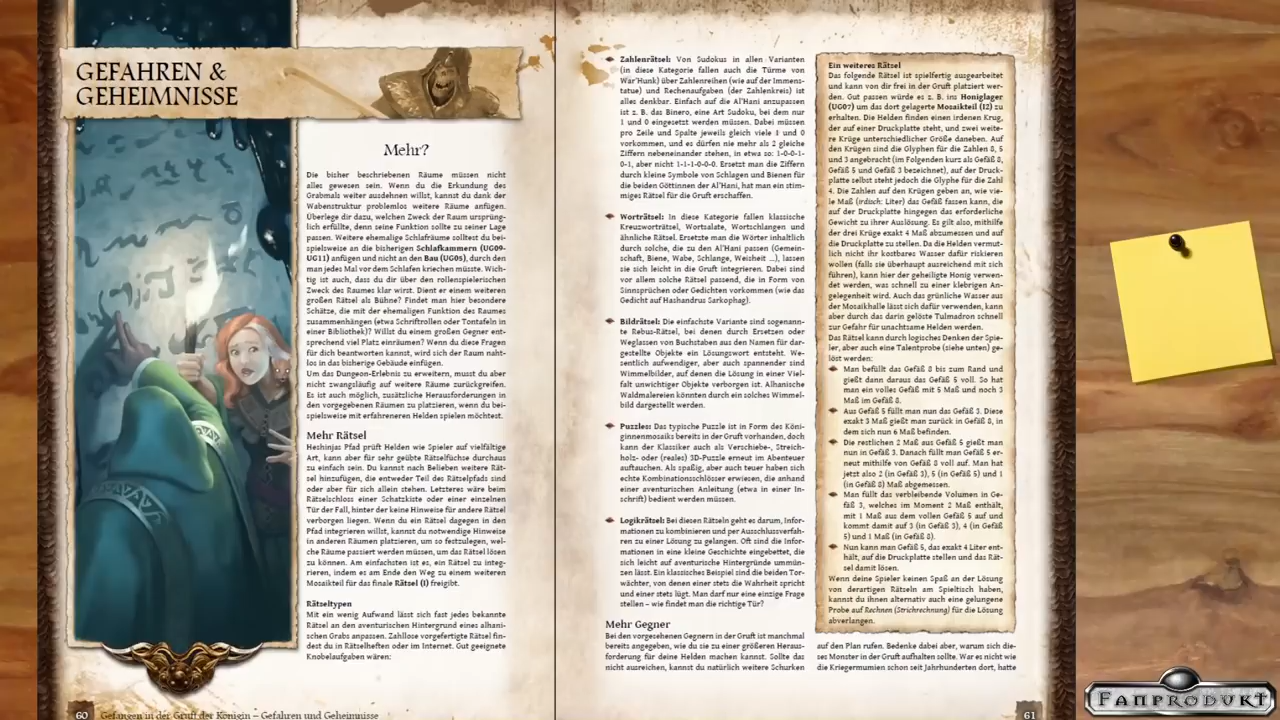 GEFAHREN &
GEHEIMNISSE
Mehr?
Die bisher beschriebenen Räume müssen nicht
alles gewesen sein. Wenn du die Erkundung des
Grabmals weiter ausdehnen willst, kannst du dank der
Wabenstruktur problemlos weitere Räume anfügen.
Überlege dir dazu, welchen Zweck der Raum ursprüng-
lich erfüllte, denn seine Funktion sollte zu seiner Lage
passen. Weitere ehemalige Schlafräume solltest du bei-
spielsweise an die bisherigen Schlafkammern (UG09-
UG11) anfügen und nicht an den Bau (UG05), durch den
man jedes Mal vor dem Schlafen kriechen müsste. Wich-
tig ist auch, dass du dir über den rollenspielerischen
Zweck des Raumes klar wirst. Dient er einem weiteren
großen Rätsel als Bühne? Findet man hier besondere
Schätze, die mit der ehemaligen Funktion des Raumes
zusammenhängen (etwa Schriftrollen oder Tontafeln in
einer Bibliothek)? Willst du einem großen Gegner ent-
sprechend viel Platz einräumen? Wenn du diese Fragen
für dich beantworten kannst, wird sich der Raum naht-
los in das bisherige Gebäude einfügen.
Um das Dungeon-Erlebnis zu erweitern, musst du aber
nicht zwangsläufig auf weitere Räume zurückgreifen.
Es ist auch möglich, zusätzliche Herausforderungen in
den vorgegebenen Räumen zu platzieren, wenn du bei-
spielsweise mit erfahreneren Helden spielen möchtest.
Mehr Rätsel
Heshinjas Pfad prüft Helden wie Spieler auf vielfältige
Art, kann aber für sehr geübte Rätselfüchse durchaus
zu einfach sein. Du kannst nach Belieben weitere Rät-
sel hinzufügen, die entweder Teil des Rätselpfads sind
oder aber für sich allein stehen. Letzteres wäre beim
Rätselschloss einer Schatzkiste oder einer einzelnen
Tür der Fall, hinter der keine Hinweise für andere Rätsel
verborgen liegen. Wenn du ein Rätsel dagegen in den
Pfad integrieren willst, kannst du notwendige Hinweise
in anderen Räumen platzieren, um so festzulegen, wel-
che Räume passiert werden müssen, um das Rätsel lösen
zu können. Am einfachsten ist es, ein Rätsel zu integ-
rieren, indem es am Ende den Weg zu einem weiteren
Mosaikteil für das finale Rätsel (I) freigibt.
Rätseltypen
Mit ein wenig Aufwand lässt sich fast jedes bekannte
Rätsel an den aventurischen Hintergrund eines alhani-
schen Grabs anpassen. Zahllose vorgefertigte Rätsel fin-
dest du in Rätselheften oder im Internet. Gut geeignete
Knobelaufgaben wären:
60 Gefangen in der Gruft der Königin – Gefahren und Geheimnisse
Zahlenrätsel: Von Sudokus in allen Varianten
(in diese Kategorie fallen auch die Türme von
War'Hunk) über Zahlenreihen (wie auf der Immens-
tatue) und Rechenaufgaben (der Zahlenkreis) ist
alles denkbar. Einfach auf die Al'Hani anzupassen
ist z. B. das Binero, eine Art Sudoku, bei dem nur
1 und 0 eingesetzt werden müssen. Dabei müssen
pro Zeile und Spalte jeweils gleich viele 1 und 0
vorkommen, und es dürfen nie mehr als 2 gleiche
Ziffern nebeneinander stehen, in etwa so: 1-0-0-1-
0-1, aber nicht 1-1-1-0-0-0. Ersetzt man die Ziffern
durch kleine Symbole von Schlagen und Bienen für
die beiden Göttinnen der Al'Hani, hat man ein stim-
miges Rätsel für die Gruft erschaffen.
Worträtsel: In diese Kategorie fallen klassische
Kreuzworträtsel, Wortsalate, Wortschlangen und
ähnliche Rätsel. Ersetze man die Wörter inhaltlich
durch solche, die zu den Al'Hani passen (Gemein-
schaft, Biene, Wabe, Schlange, Weisheit ...), lassen
sie sich leicht in die Gruft integrieren. Dabei sind
vor allem solche Rätsel passend, die in Form von
Sinnsprüchen oder Gedichten vorkommen (wie das
Gedicht auf Hashandrus Sarkophag).
Bildrätsel: Die einfachste Variante sind sogenann-
te Rebus-Rätsel, bei denen durch Ersetzen oder
Weglassen von Buchstaben aus den Namen für dar-
gestellte Objekte ein Lösungswort entsteht. We-
sentlich aufwendiger, aber auch spannender sind
Wimmelbilder, auf denen die Lösung in einer Viel-
falt unwichtiger Objekte verborgen ist. Alhanische
Waldmalereien könnten durch ein solches Wimmel-
bild dargestellt werden.
Puzzles: Das typische Puzzle ist in Form des Köni-
ginnenmosaiks bereits in der Gruft vorhanden, doch
kann der Klassiker auch als Verschiebe-, Streich-
holz- oder (reales) 3D-Puzzle erneut im Abenteuer
auftauchen. Als spaßig, aber auch teuer haben sich
echte Kombinationsschlösser erwiesen, die anhand
einer aventurischen Anleitung (etwa in einer In-
schrift) bedient werden müssen.
Logikrätsel: Bei diesen Rätseln geht es darum, Infor-
mationen zu kombinieren und per Ausschlussverfah-
ren zu einer Lösung zu gelangen. Oft sind die Infor-
mationen in eine kleine Geschichte eingebettet, die
sich leicht auf aventurische Hintergründe ummün-
zen lässt. Ein klassisches Beispiel sind die beiden Tor-
wächter, von denen einer stets die Wahrheit spricht
und einer stets lügt. Man darf nur eine einzige Frage
stellen – wie findet man die richtige Tür?
Mehr Gegner
Bei den vorgesehenen Gegnern in der Gruft ist manchmal
bereits angegeben, wie du sie zu einer größeren Heraus-
forderung für deine Helden machen kannst. Sollte das
nicht ausreichen, kannst du natürlich weitere Schurken
Ein weiteres Rätsel
Das folgende Rätsel ist spielfertig ausgearbeitet
und kann von dir frei in der Gruft platziert wer-
den. Gut passen würde es z. B. ins Honiglager
(UG07) um das dort gelagerte Mosaikteil (I2) zu
erhalten. Die Helden finden einen irdenen Krug,
der auf einer Druckplatte steht, und zwei weite-
re Krüge unterschiedlicher Größe daneben. Auf
den Krügen sind die Glyphen für die Zahlen 8, 5
und 3 angebracht (im Folgenden kurz als Gefäß 8,
Gefäß 5 und Gefäß 3 bezeichnet), auf der Druck-
platte selbst steht jedoch die Glyphe für die Zahl
4. Die Zahlen auf den Krügen geben an, wie vie-
le Maß (irdisch: Liter) das Gefäß fassen kann, die
auf der Druckplatte hingegen das erforderliche
Gewicht zu ihrer Auslösung. Es gilt also, mithilfe
der drei Krüge exakt 4 Maß abzumessen und auf
die Druckplatte zu stellen. Da die Helden vermut-
lich nicht ihr kostbares Wasser dafür riskieren
wollen (falls sie überhaupt ausreichend mit sich
führen), kann hier der geheiligte Honig verwen-
det werden, was schnell zu einer klebrigen An-
gelegenheit wird. Auch das grünliche Wasser aus
der Mosaikhalle lässt sich dafür verwenden, kann
aber durch das darin gelöste Tulmadron schnell
zur Gefahr für unachtsame Helden werden.
Das Rätsel kann durch logisches Denken der Spie-
ler, aber auch eine Talentprobe (siehe unten) ge-
löst werden:
Man befüllt das Gefäß 8 bis zum Rand und
gießt dann daraus das Gefäß 5 voll. So hat
man ein volles Gefäß mit 5 Maß und noch 3
Maß im Gefäß 8.
Aus Gefäß 5 füllt man nun das Gefäß 3. Diese
exakt 3 Maß gießt man zurück in Gefäß 8, in
dem sich nun 6 Maß befinden.
Die restlichen 2 Maß aus Gefäß 5 gießt man
nun in Gefäß 3. Danach füllt man Gefäß 5 er-
neut mithilfe von Gefäß 8 voll auf. Man hat
jetzt also 2 (in Gefäß 3), 5 (in Gefäß 5) und 1
(in Gefäß 8) Maß abgemessen.
Man füllt das verbleibende Volumen in Ge-
fäß 3, welches im Moment 2 Maß enthält,
mit 1 Maß aus dem vollen Gefäß 5 auf und
kommt damit auf 3 (in Gefäß 3), 4 (in Gefäß
5) und 1 Maß (in Gefäß 8).
Nun kann man Gefäß 5, das exakt 4 Liter ent-
hält, auf die Druckplatte stellen und das Rät-
sel damit lösen.
Wenn deine Spieler keinen Spaß an der Lösung
von derartigen Rätseln am Spieltisch haben,
kannst du ihnen alternativ auch eine gelungene
Probe auf Rechnen (Strichrechnung) für die Lösung
abverlangen.
auf den Plan rufen. Bedenke dabei aber, warum sich die-
ses Monster in der Gruft aufhalten sollte. War es nicht wie
die Kriegermumien schon seit Jahrhunderten dort, hatte
61
FANPRODUKT